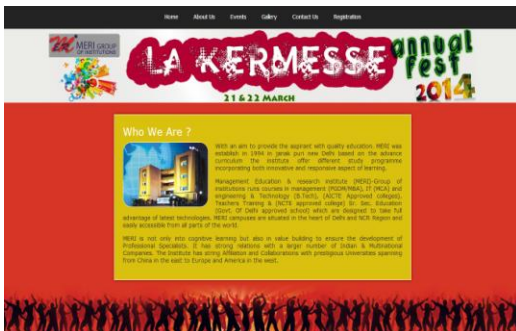 Home About Us Events Gallery Contact Us Registration
MERI GROUP
OF INSTITUTIONS
LA KERMESSE
annual
fest
2014
21 & 22 MARCH
Who We Are ?
With an aim to provide the aspirant with quality education. MERI was
establish in 1994 in janak puri new Delhi based on the advance
curriculum the institute offer different study programme
incorporating both innovative and responsive aspect of learning.
Management Education & research institute (MERI)-Group of
institutions runs courses in management (PGDM/MBA), IT (MCA) and
engineering & Technology (B.Tech), (AICTE Approved colleges),
Teachers Training & (NCTE approved college) Sr. Sec. Education
(Govt. Of Delhi approved school) which are designed to take full
advantage of latest technologies. MERI campuses are situated in the heart of Delhi and NCR Region and
easily accessible from all parts of the world.
MERI is not only into cognitive learning but also in value building to ensure the development of
Professional Specialists. It has strong relations with a larger number of Indian & Multinational
Companies. The Institute has string Affilation and Collaborations with prestigious Universities spanning
from China in the east to Europe and America in the west.